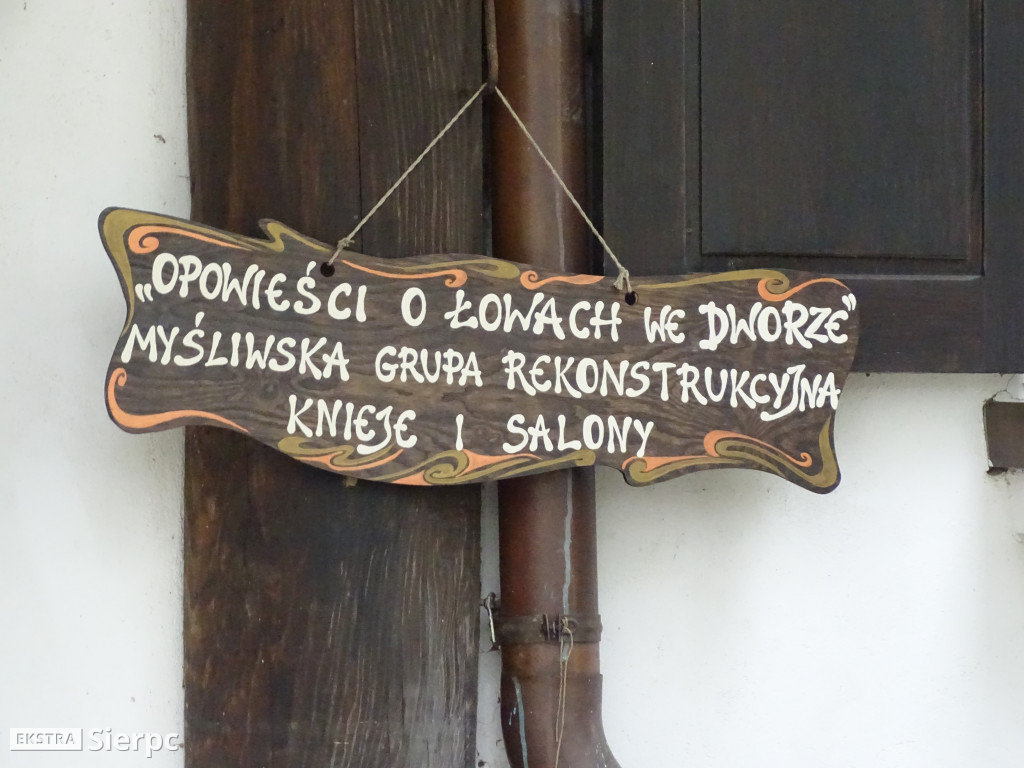 „OPOWIEŚCI O ŁOWACH WE DWORZE”
MYŚLIWSKA GRUPA REKONSTRUKCYJNA
KNIEJE I SALONY
EKSTRA Sierpc